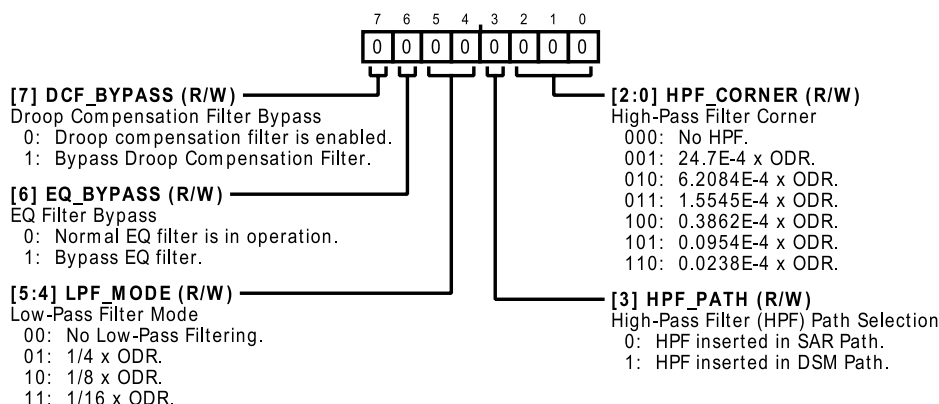 7 6 5 4 3 2 1 0
0 0 0 0 0 0 0 0
[7] DCF_BYPASS (R/W)
Droop Compensation Filter Bypass
0: Droop compensation filter is enabled.
1: Bypass Droop Compensation Filter.
[6] EQ_BYPASS (R/W)
EQ Filter Bypass
0: Normal EQ filter is in operation.
1: Bypass EQ filter.
[5:4] LPF_MODE (R/W)
Low-Pass Filter Mode
00: No Low-Pass Filtering.
01: 1/4 x ODR.
10: 1/8 x ODR.
11: 1/16 x ODR.
[2:0] HPF_CORNER (R/W)
High-Pass Filter Corner
000: No HPF.
001: 24.7E-4 x ODR.
010: 6.2084E-4 x ODR.
011: 1.5545E-4 x ODR.
100: 0.3862E-4 x ODR.
101: 0.0954E-4 x ODR.
110: 0.0238E-4 x ODR.
[3] HPF_PATH (R/W)
High-Pass Filter (HPF) Path Selection
0: HPF inserted in SAR Path.
1: HPF inserted in DSM Path.